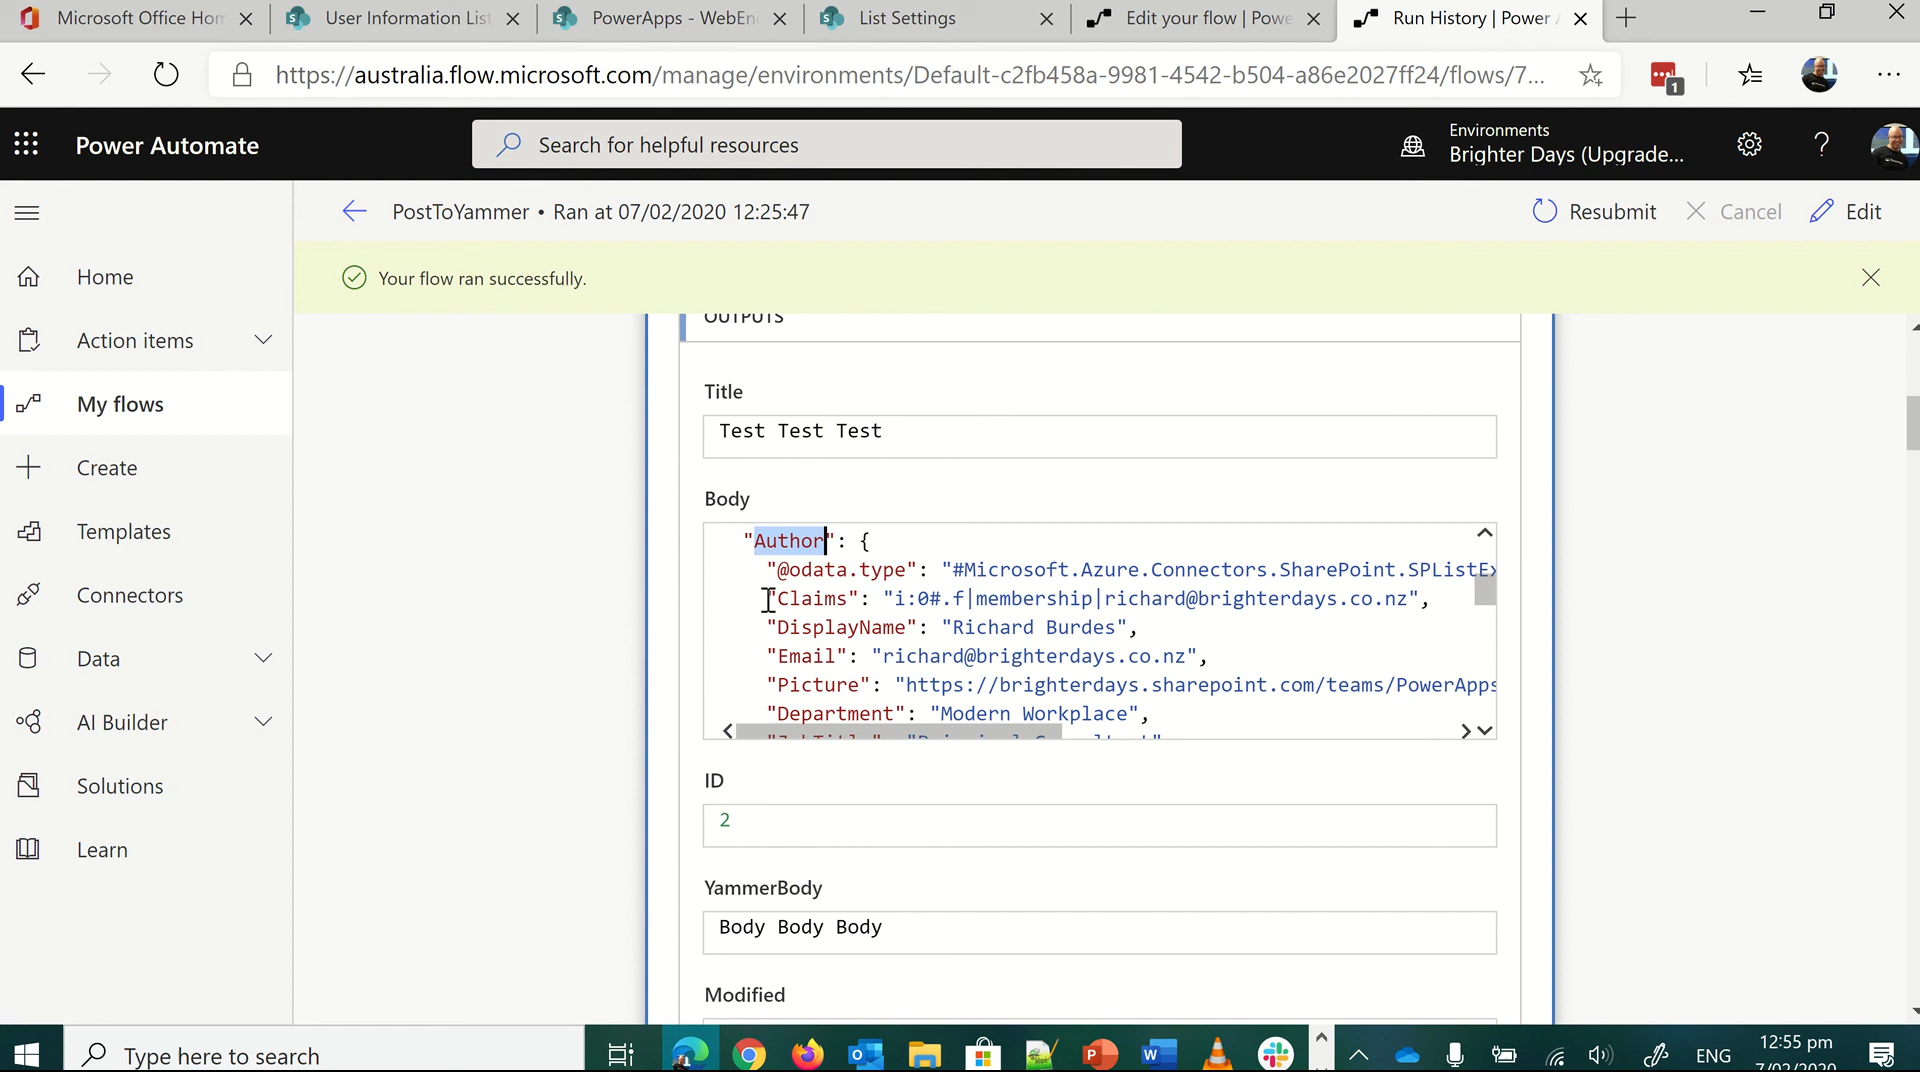 Microsoft Office Hor
User Information List
PowerApps - WebEn
List Settings
Edit your flow | Powe
Run History | Power A
https://australia.flow.microsoft.com/manage/environments/Default-c2fb458a-9981-4542-b504-a86e2027ff24/flows/7...
1
Power Automate
Search for helpful resources
Environments
Brighter Days (Upgrade...
PostToYammer • Ran at 07/02/2020 12:25:47
Resubmit
Cancel
Edit
Your flow ran successfully.
Home
Action items
My flows
Create
Templates
Connectors
Data
AI Builder
Solutions
Learn
OUTPUTS
Title
Test Test Test
Body
"Author": {
"@odata.type": "#Microsoft.Azure.Connectors.SharePoint.SPListEx
"Claims": "i:0#.f|membership|richard@brighterdays.co.nz",
"DisplayName": "Richard Burdes",
"Email": "richard@brighterdays.co.nz",
"Picture": "https://brighterdays.sharepoint.com/teams/PowerApps
"Department": "Modern Workplace",
ID
2
YammerBody
Body Body Body
Modified
Type here to search
ENG
12:55 pm
7/02/2020